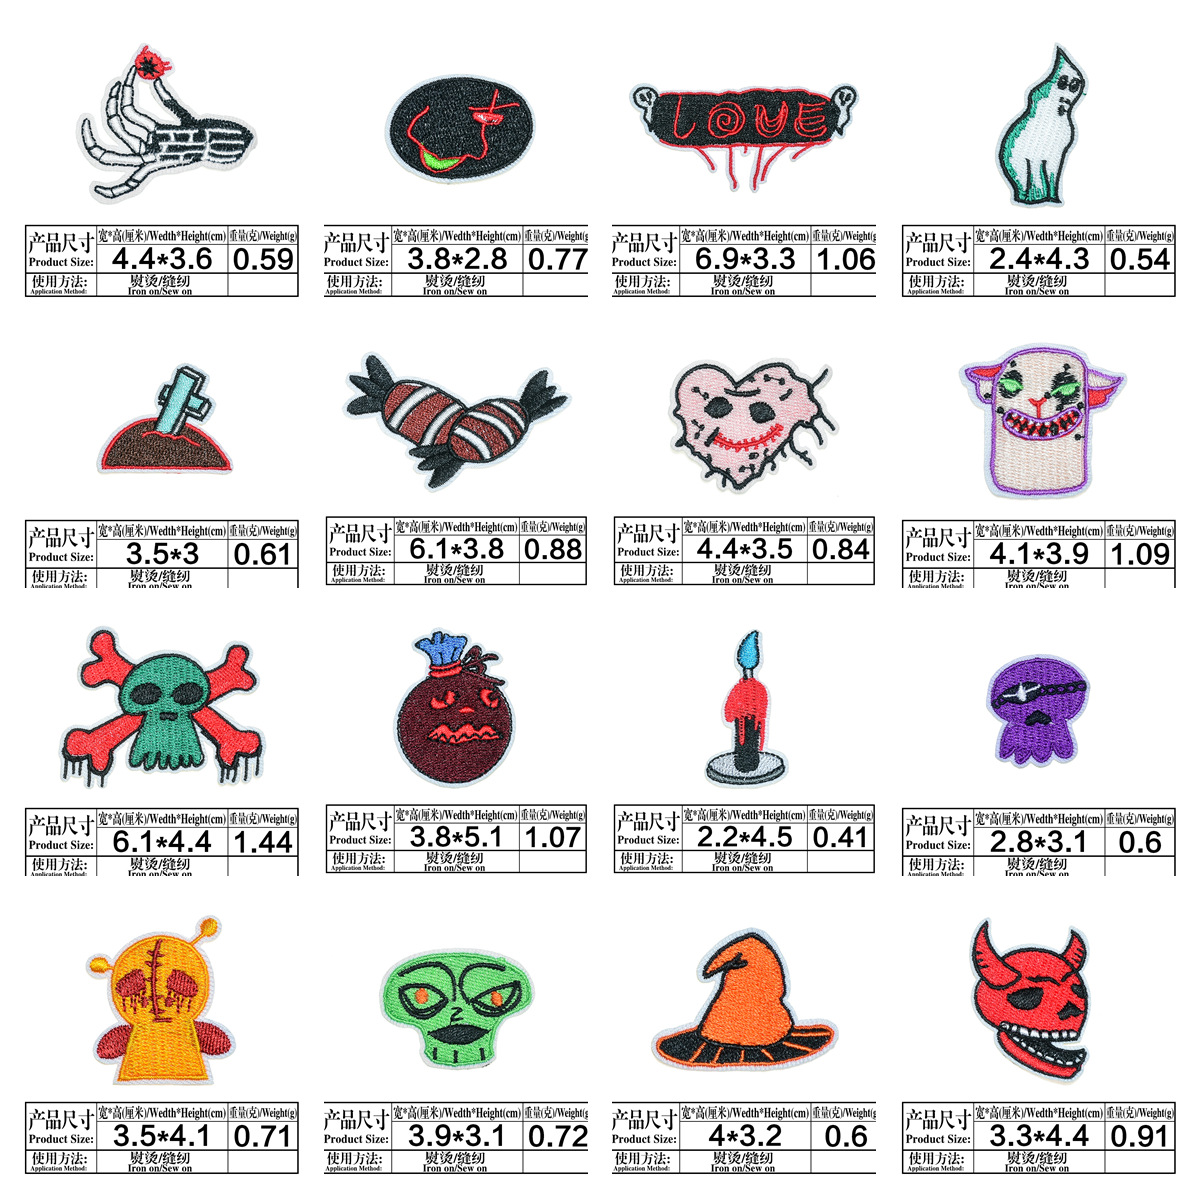 LOVE
产品尺寸 宽*高(厘米)/Wedth*Height(cm) 重量(克)/Weight(g)
Product Size: 4.4*3.6 0.59
使用方法: 熨烫/缝纫
Application Method: Iron on/Sew on
产品尺寸 宽*高(厘米)/Wedth*Height(cm) 重量(克)/Weight(g
Product Size: 3.8*2.8 0.77
使用方法: 熨烫/缝纫
Application Method: Iron on/Sew on
产品尺寸 宽*高(厘米)/Wedth*Height(cm) 重量(克)/Weight(g
Product Size: 6.9*3.3 1.06
使用方法: 熨烫/缝纫
Application Method: Iron on/Sew on
产品尺寸 宽*高(厘米)/Wedth*Height(cm) 重量(克)/Weight(g)
Product Size: 2.4*4.3 0.54
使用方法: 熨烫/缝纫
Application Method: Iron on/Sew on
产品尺寸 宽*高(厘米)/Wedth*Height(cm) 重量(克)/Weight(g)
Product Size: 3.5*3 0.61
使用方法: 熨烫/缝纫
Application Method: Iron on/Sew on
产品尺寸 宽*高(厘米)/Wedth*Height(cm) 重量(克)/Weight(g)
Product Size: 6.1*3.8 0.88
使用方法: 熨烫/缝纫
Application Method: Iron on/Sew on
产品尺寸 宽*高(厘米)/Wedth*Height(cm) 重量(克)/Weight(g)
Product Size: 4.4*3.5 0.84
使用方法: 熨烫/缝纫
Application Method: Iron on/Sew on
产品尺寸 宽*高(厘米)/Wedth*Height(cm) 重量(克)/Weight(g)
Product Size: 4.1*3.9 1.09
使用方法: 熨烫/缝纫
Application Method: Iron on/Sew on
产品尺寸 宽*高(厘米)/Wedth*Height(cm) 重量(克)/Weight(g)
Product Size: 6.1*4.4 1.44
使用方法: 熨烫/缝纫
Application Method: Iron on/Sew on
产品尺寸 宽*高(厘米)/Wedth*Height(cm) 重量(克)/Weight(g)
Product Size: 3.8*5.1 1.07
使用方法: 熨烫/缝纫
Application Method: Iron on/Sew on
产品尺寸 宽*高(厘米)/Wedth*Height(cm) 重量(克)/Weight(g)
Product Size: 2.2*4.5 0.41
使用方法: 熨烫/缝纫
Application Method: Iron on/Sew on
产品尺寸 宽*高(厘米)/Wedth*Height(cm) 重量(克)/Weight(g)
Product Size: 2.8*3.1 0.6
使用方法: 熨烫/缝纫
Application Method: Iron on/Sew on
产品尺寸 宽*高(厘米)/Wedth*Height(cm) 重量(克)/Weight(g)
Product Size: 3.5*4.1 0.71
使用方法: 熨烫/缝纫
Application Method: Iron on/Sew on
产品尺寸 宽*高(厘米)/Wedth*Height(cm) 重量(克)/Weight(g
Product Size: 3.9*3.1 0.72
使用方法: 熨烫/缝纫
Application Method: Iron on/Sew on
产品尺寸 宽*高(厘米)/Wedth*Height(cm) 重量(克)/Weight(g
Product Size: 4*3.2 0.6
使用方法: 熨烫/缝纫
Application Method: Iron on/Sew on
产品尺寸 宽*高(厘米)/Wedth*Height(cm) 重量(克)/Weight(g)
Product Size: 3.3*4.4 0.91
使用方法: 熨烫/缝纫
Application Method: Iron on/Sew on